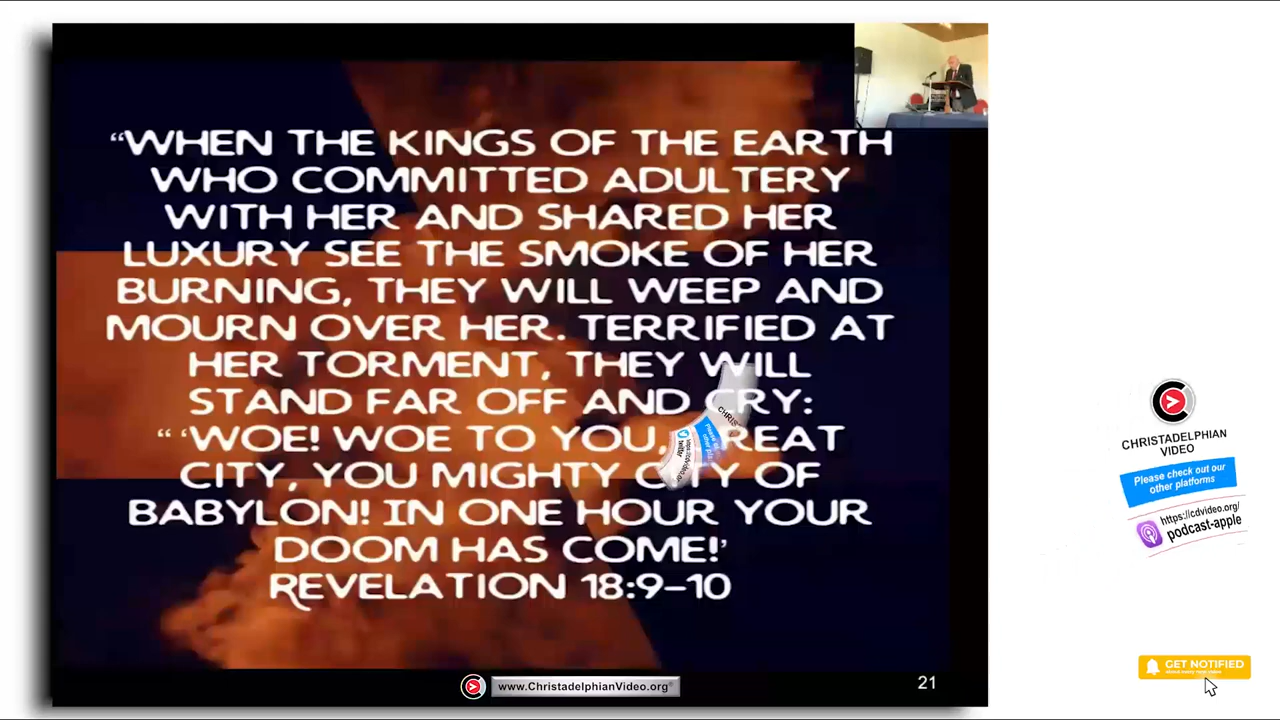 “WHEN THE KINGS OF THE EARTH
WHO COMMITTED ADULTERY
WITH HER AND SHARED HER
LUXURY SEE THE SMOKE OF HER
BURNING, THEY WILL WEEP AND
MOURN OVER HER. TERRIFIED AT
HER TORMENT, THEY WILL
STAND FAR OFF AND CRY:
“ ‘WOE! WOE TO YOU, GREAT
CITY, YOU MIGHTY CITY OF
BABYLON! IN ONE HOUR YOUR
DOOM HAS COME!’
REVELATION 18:9–10
www.ChristadelphianVideo.org
21
CHRISTADELPHIAN
VIDEO
Please check out our
other platforms
https://cdvideo.org/
podcast-apple
GET NOTIFIED